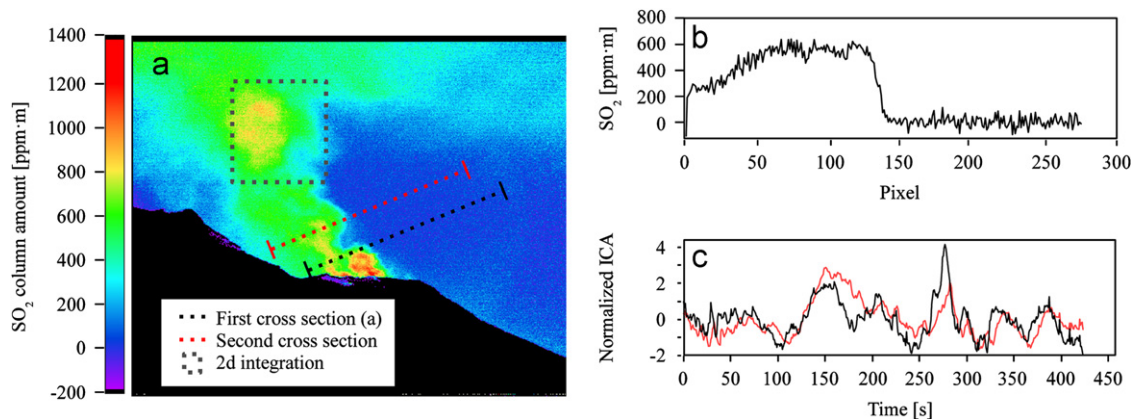 1400
1200
1000
800
600
400
200
0
-200
SO2 column amount [ppm·m]
a
First cross section (a)
Second cross section
2d integration
b
800
600
400
200
0
SO2 [ppm·m]
0 50 100 150 200 250 300
Pixel
c
4
2
0
-2
Normalized ICA
0 50 100 150 200 250 300 350 400 450
Time [s]